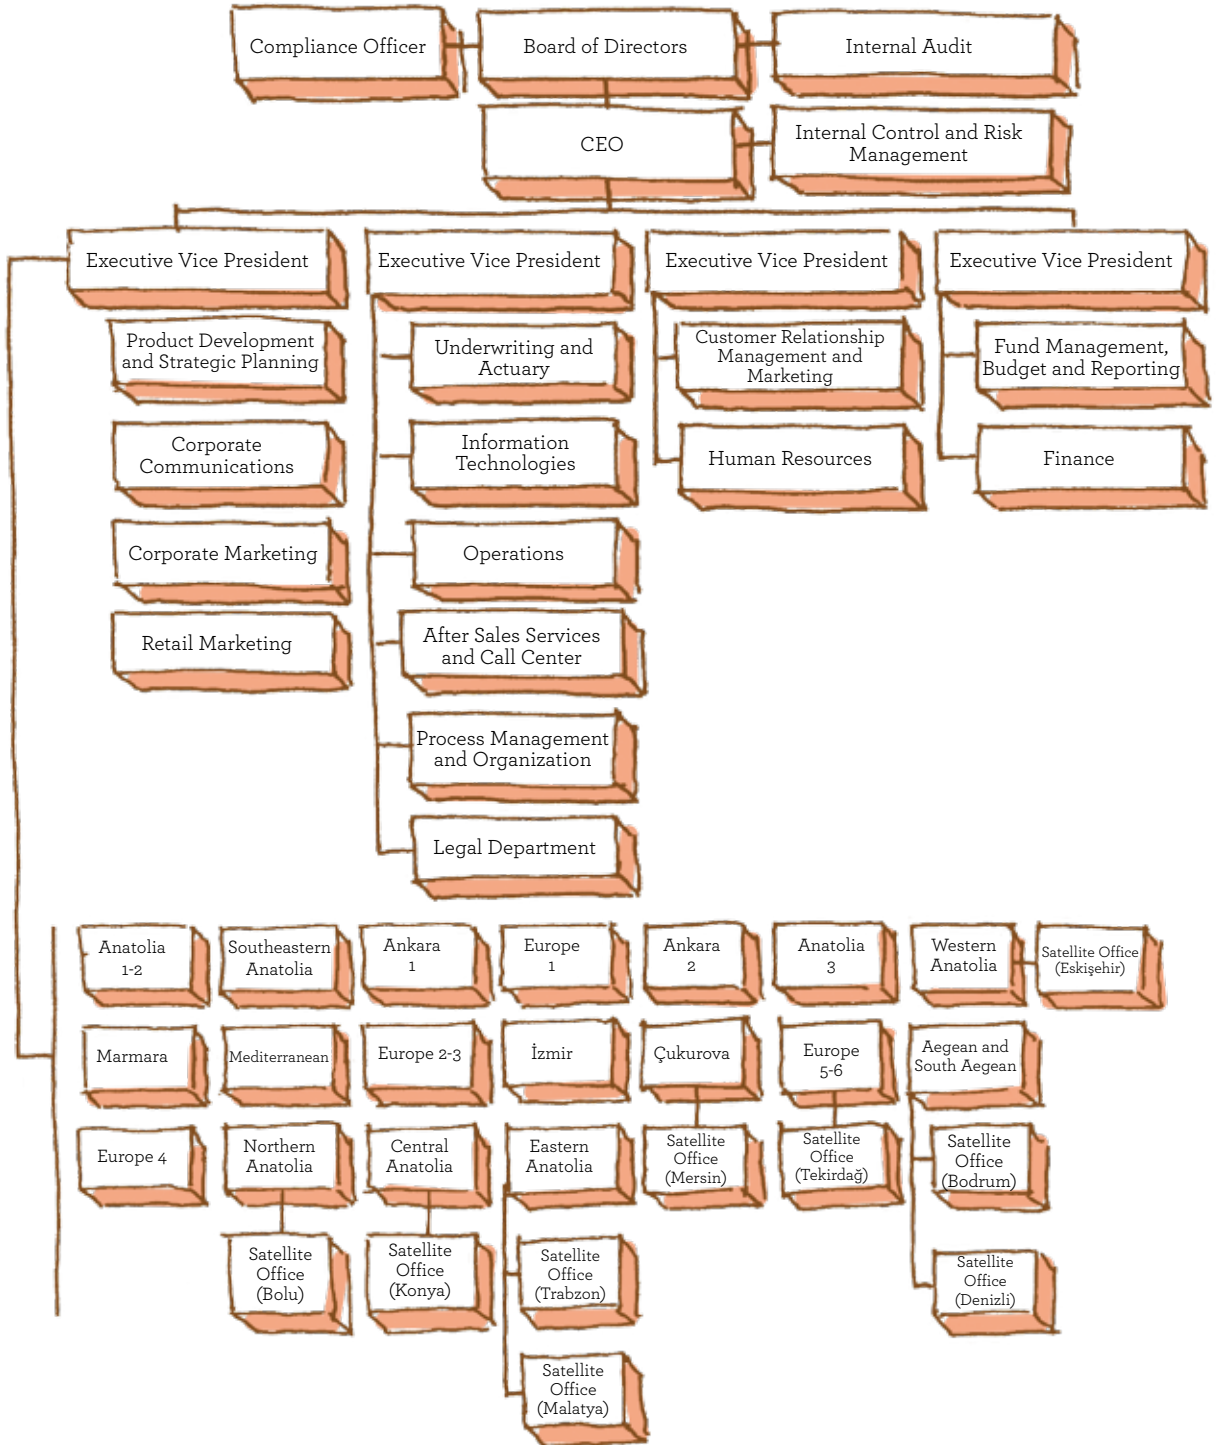 Compliance Officer
Board of Directors
Internal Audit
CEO
Internal Control and Risk
Management
Executive Vice President
Executive Vice President
Executive Vice President
Executive Vice President
Product Development
and Strategic Planning
Corporate
Communications
Corporate Marketing
Retail Marketing
Underwriting and
Actuary
Information
Technologies
Operations
After Sales Services
and Call Center
Process Management
and Organization
Legal Department
Customer Relationship
Management and
Marketing
Human Resources
Fund Management,
Budget and Reporting
Finance
Anatolia
1-2
Southeastern
Anatolia
Ankara
1
Europe
1
Ankara
2
Anatolia
3
Western
Anatolia
Satellite Office
(Eskişehir)
Marmara
Mediterranean
Europe 2-3
İzmir
Çukurova
Europe
5-6
Aegean and
South Aegean
Europe 4
Northern
Anatolia
Central
Anatolia
Eastern
Anatolia
Satellite
Office
(Mersin)
Satellite
Office
(Tekirdağ)
Satellite
Office
(Bodrum)
Satellite
Office
(Bolu)
Satellite
Office
(Konya)
Satellite
Office
(Trabzon)
Satellite
Office
(Denizli)
Satellite
Office
(Malatya)